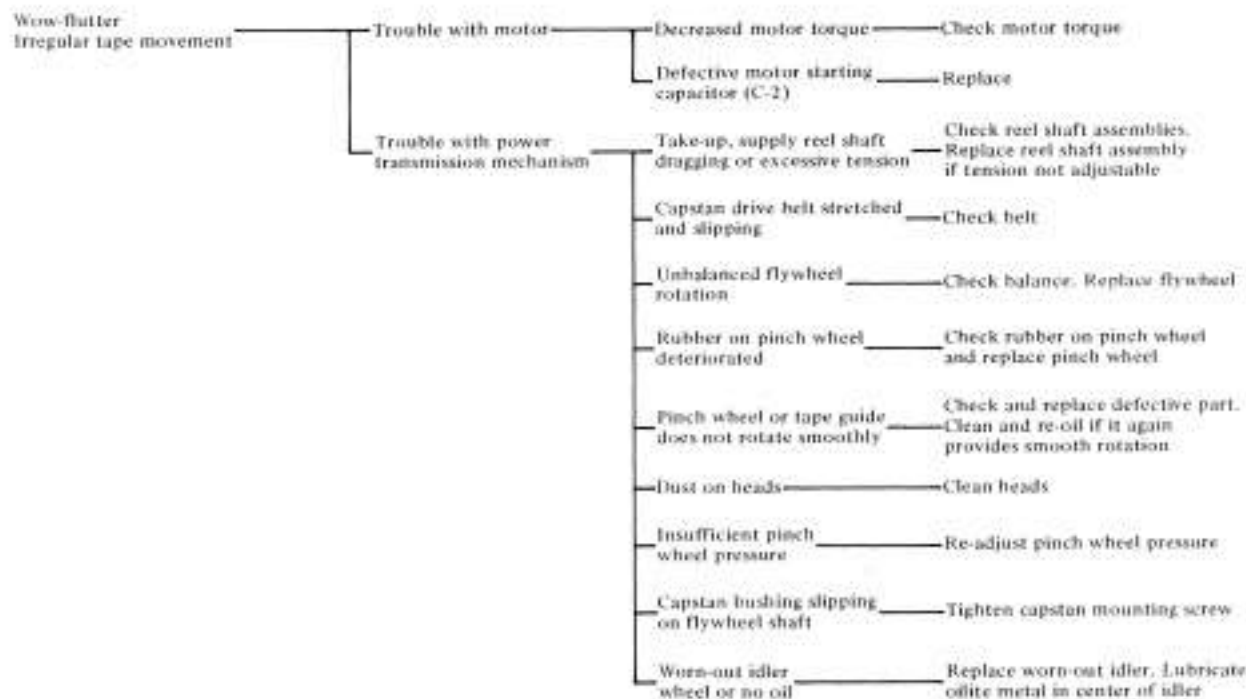 Wow-flutter
Irregular tape movement
Trouble with motor
Decreased motor torque
Check motor torque
Defective motor starting
capacitor (C-2)
Replace
Trouble with power
transmission mechanism
Take-up, supply reel shaft
dragging or excessive tension
Check reel shaft assemblies.
Replace reel shaft assembly
if tension not adjustable
Capstan drive belt stretched
and slipping
Check belt
Unbalanced flywheel
rotation
Check balance. Replace flywheel
Rubber on pinch wheel
deteriorated
Check rubber on pinch wheel
and replace pinch wheel
Pinch wheel or tape guide
does not rotate smoothly
Check and replace defective part.
Clean and re-oil if it again
provides smooth rotation
Dust on heads
Clean heads
Insufficient pinch
wheel pressure
Re-adjust pinch wheel pressure
Capstan bushing slipping
on flywheel shaft
Tighten capstan mounting screw
Worn-out idler
wheel or no oil
Replace worn-out idler. Lubricate
oilite metal in center of idler